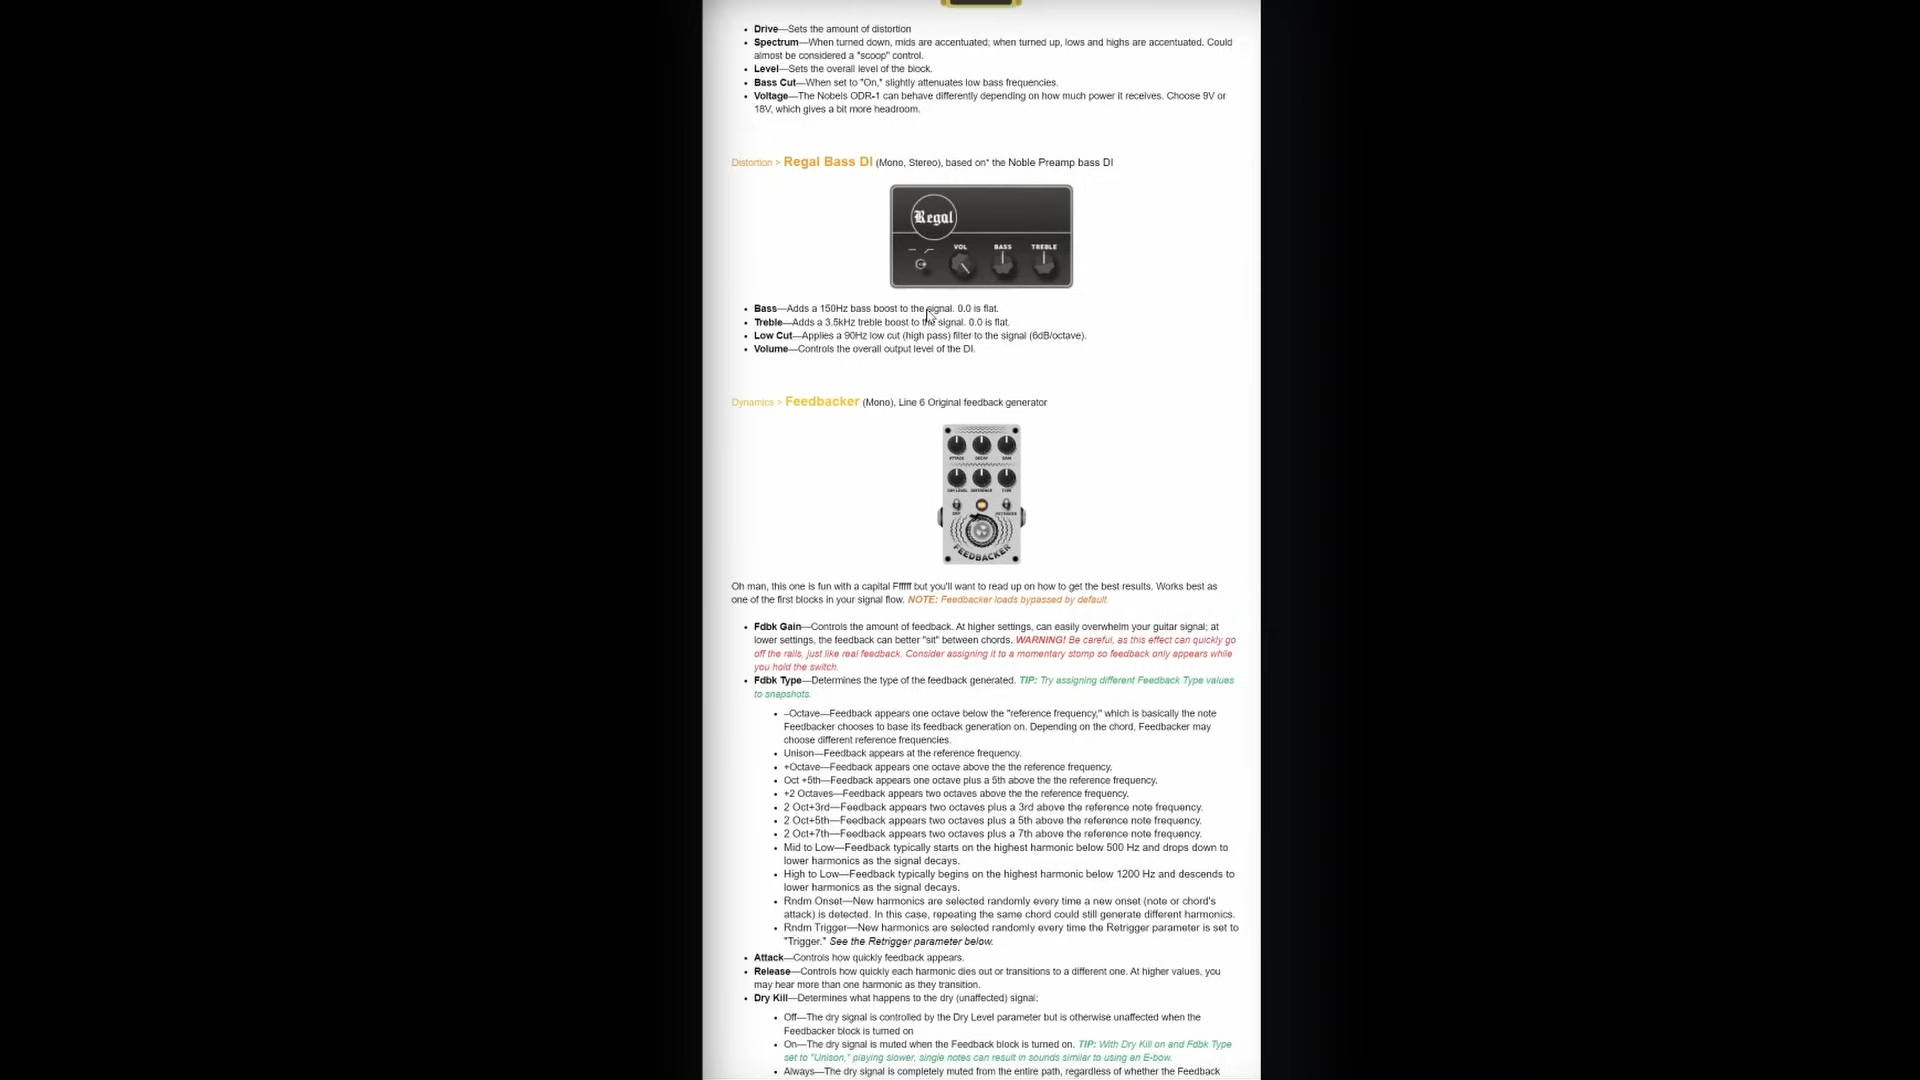 • Drive—Sets the amount of distortion
• Spectrum—When turned down, mids are accentuated; when turned up, lows and highs are accentuated. Could
almost be considered a "scoop" control.
• Level—Sets the overall level of the block.
• Bass Cut—When set to "On," slightly attenuates low bass frequencies.
• Voltage—The Nobels ODR-1 can behave differently depending on how much power it receives. Choose 9V or
18V, which gives a bit more headroom.
Distortion > Regal Bass DI (Mono, Stereo), based on* the Noble Preamp bass DI
Regal
VOL BASS TREBLE
• Bass—Adds a 150Hz bass boost to the signal. 0.0 is flat.
• Treble—Adds a 3.5kHz treble boost to the signal. 0.0 is flat.
• Low Cut—Applies a 90Hz low cut (high pass) filter to the signal (6dB/octave).
• Volume—Controls the overall output level of the DI.
Dynamics > Feedbacker (Mono), Line 6 Original feedback generator
ATTACK DECAY GAIN
DRY LEVEL REFERENCE TYPE
DRY RETRIGGER
FEEDBACKER
Oh man, this one is fun with a capital Ffffff but you'll want to read up on how to get the best results. Works best as
one of the first blocks in your signal flow. NOTE: Feedbacker loads bypassed by default.
• Fdbk Gain—Controls the amount of feedback. At higher settings, can easily overwhelm your guitar signal; at
lower settings, the feedback can better "sit" between chords. WARNING! Be careful, as this effect can quickly go
off the rails, just like real feedback. Consider assigning it to a momentary stomp so feedback only appears while
you hold the switch.
• Fdbk Type—Determines the type of the feedback generated. TIP: Try assigning different Feedback Type values
to snapshots.
• –Octave—Feedback appears one octave below the "reference frequency," which is basically the note
Feedbacker chooses to base its feedback generation on. Depending on the chord, Feedbacker may
choose different reference frequencies.
• Unison—Feedback appears at the reference frequency.
• +Octave—Feedback appears one octave above the the reference frequency.
• Oct +5th—Feedback appears one octave plus a 5th above the the reference frequency.
• +2 Octaves—Feedback appears two octaves above the the reference frequency.
• 2 Oct+3rd—Feedback appears two octaves plus a 3rd above the reference note frequency.
• 2 Oct+5th—Feedback appears two octaves plus a 5th above the reference note frequency.
• 2 Oct+7th—Feedback appears two octaves plus a 7th above the reference note frequency.
• Mid to Low—Feedback typically starts on the highest harmonic below 500 Hz and drops down to
lower harmonics as the signal decays.
• High to Low—Feedback typically begins on the highest harmonic below 1200 Hz and descends to
lower harmonics as the signal decays.
• Rndm Onset—New harmonics are selected randomly every time a new onset (note or chord's
attack) is detected. In this case, repeating the same chord could still generate different harmonics.
• Rndm Trigger—New harmonics are selected randomly every time the Retrigger parameter is set to
"Trigger." See the Retrigger parameter below.
• Attack—Controls how quickly feedback appears.
• Release—Controls how quickly each harmonic dies out or transitions to a different one. At higher values, you
may hear more than one harmonic as they transition.
• Dry Kill—Determines what happens to the dry (unaffected) signal:
• Off—The dry signal is controlled by the Dry Level parameter but is otherwise unaffected when the
Feedbacker block is turned on
• On—The dry signal is muted when the Feedback block is turned on. TIP: With Dry Kill on and Fdbk Type
set to "Unison," playing slower, single notes can result in sounds similar to using an E-bow.
• Always—The dry signal is completely muted from the entire path, regardless of whether the Feedback